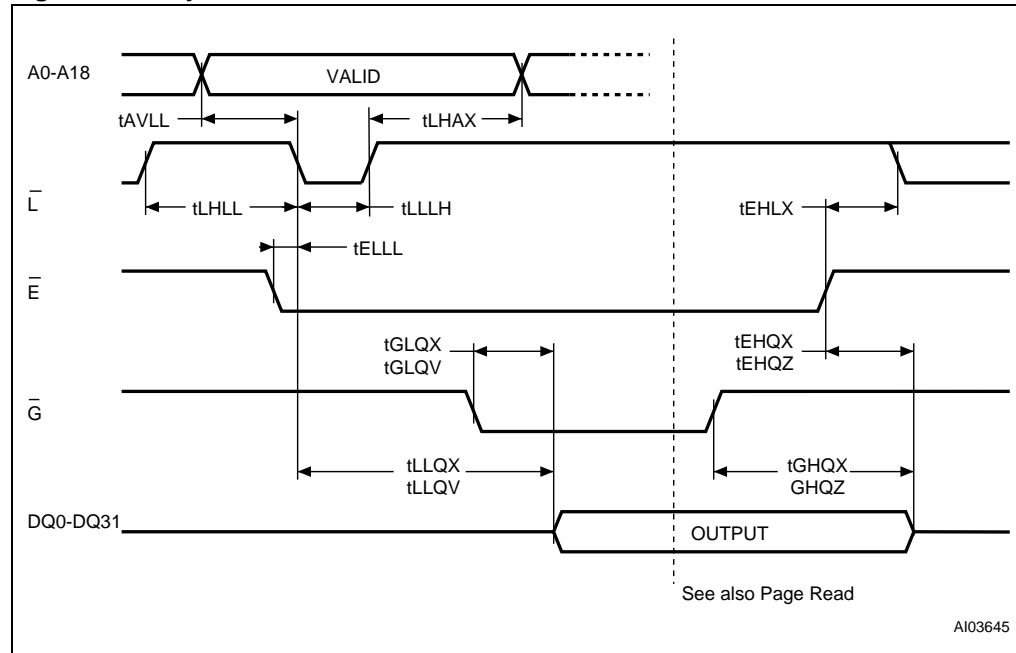 A0-A18
VALID
tAVLL
tLHAX
L
tLHLL
tLLLH
tEHLX
tELLL
E
tGLQX
tGLQV
tEHQX
tEHQZ
G
tLLQX
tLLQV
tGHQX
GHQZ
DQ0-DQ31
OUTPUT
See also Page Read
AI03645